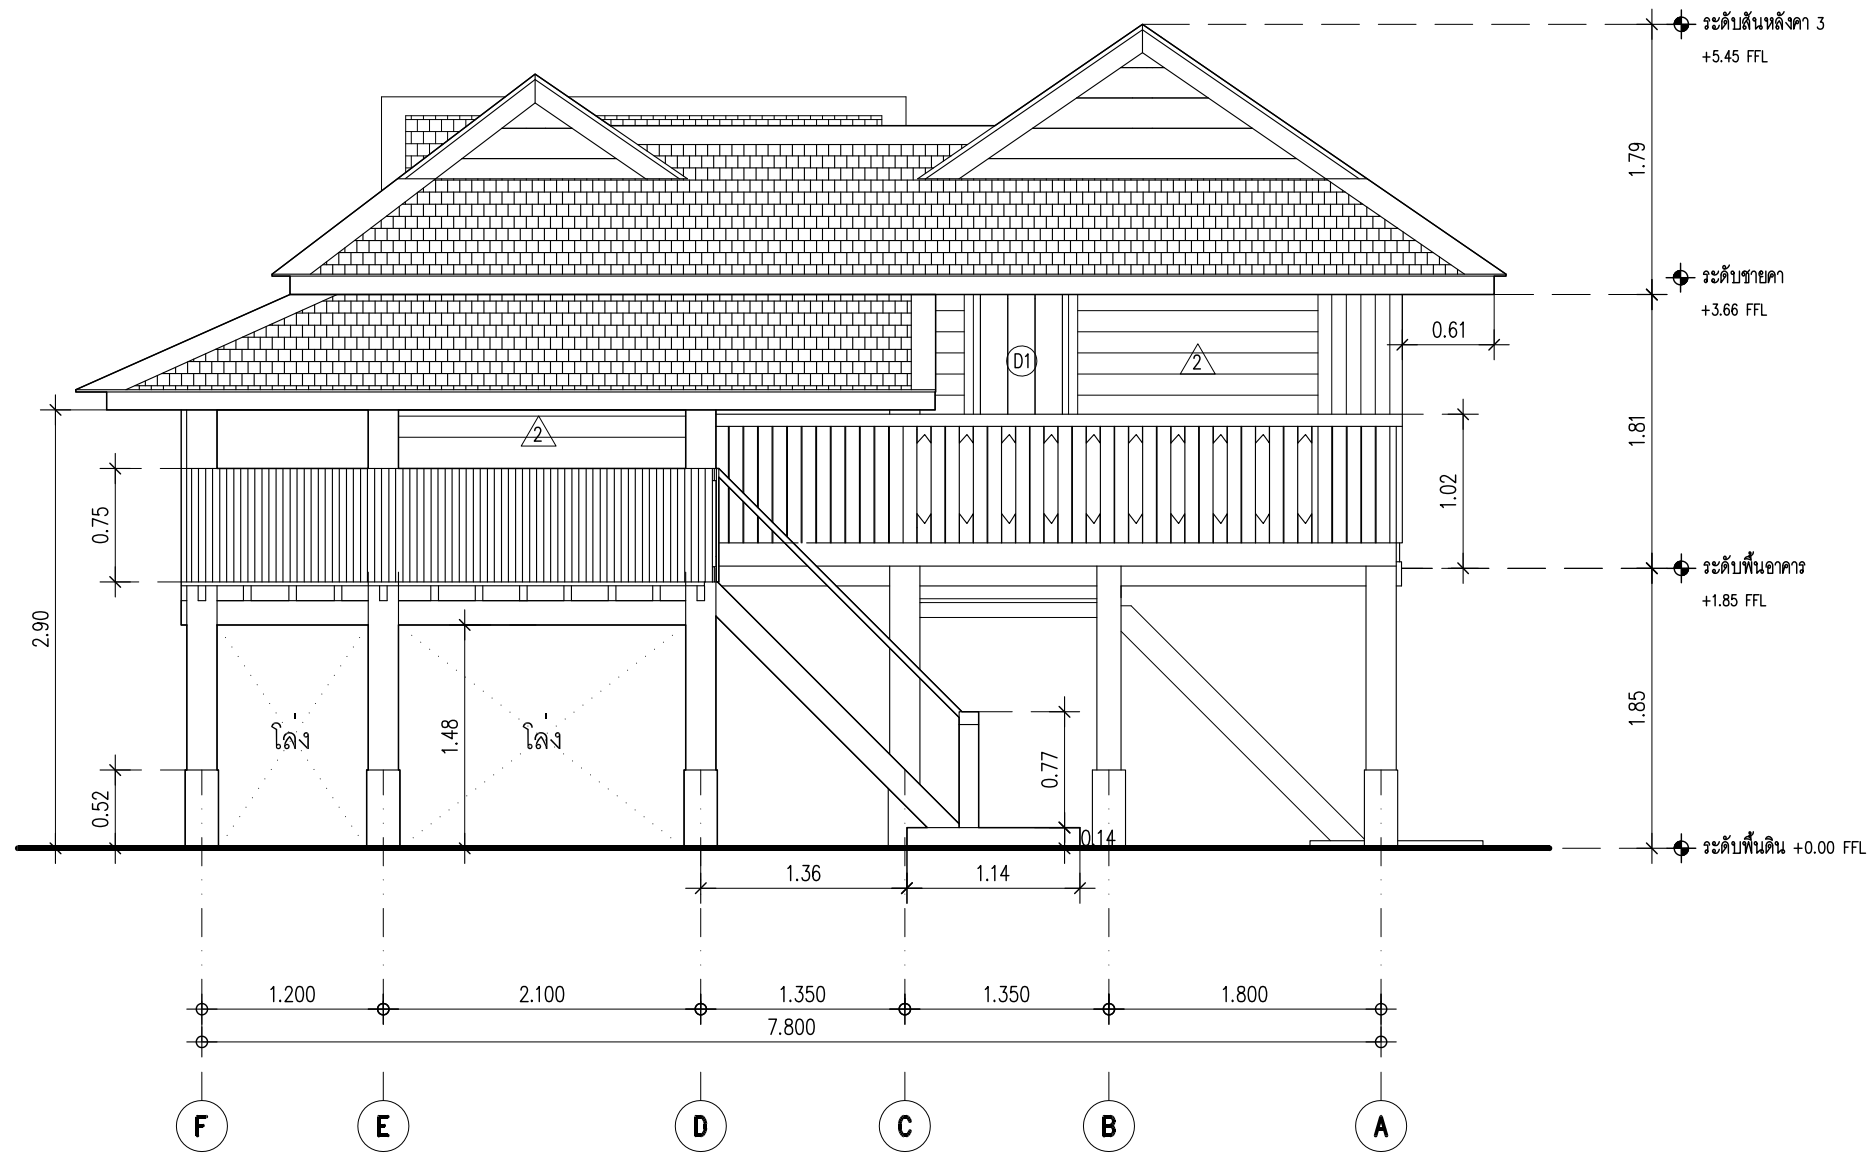 ระดับสันหลังคา 3
+5.45 FFL
1.79
ระดับชายคา
+3.66 FFL
0.61
D1
2
2
1.81
1.02
0.75
ระดับพื้นอาคาร
+1.85 FFL
2.90
1.85
โล่ง
โล่ง
1.48
0.77
0.52
0.14
ระดับพื้นดิน +0.00 FFL
1.36
1.14
1.200
2.100
1.350
1.350
1.800
7.800
F
E
D
C
B
A